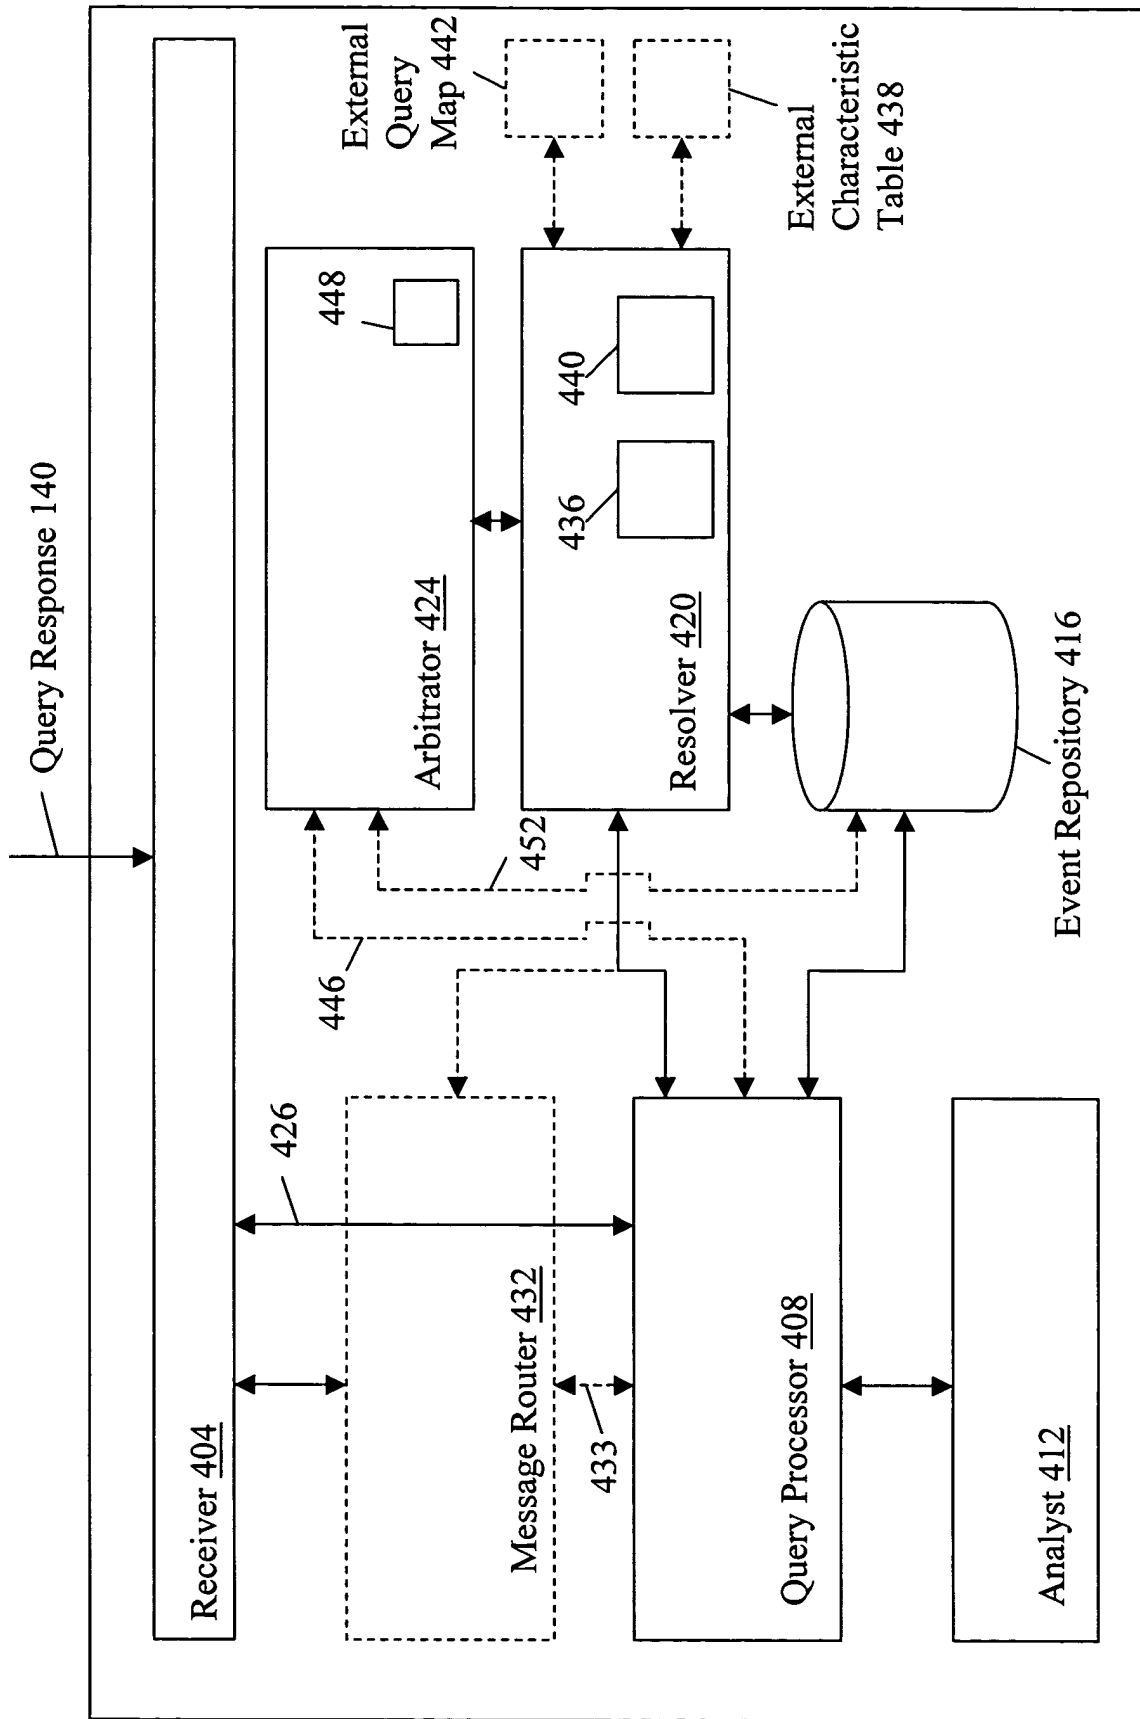 Query Response 140
Receiver 404
426
Message Router 432
433
Query Processor 408
Analyst 412
446
452
Arbitrator 424
448
Resolver 420
436
440
Event Repository 416
External
Query
Map 442
External
Characteristic
Table 438